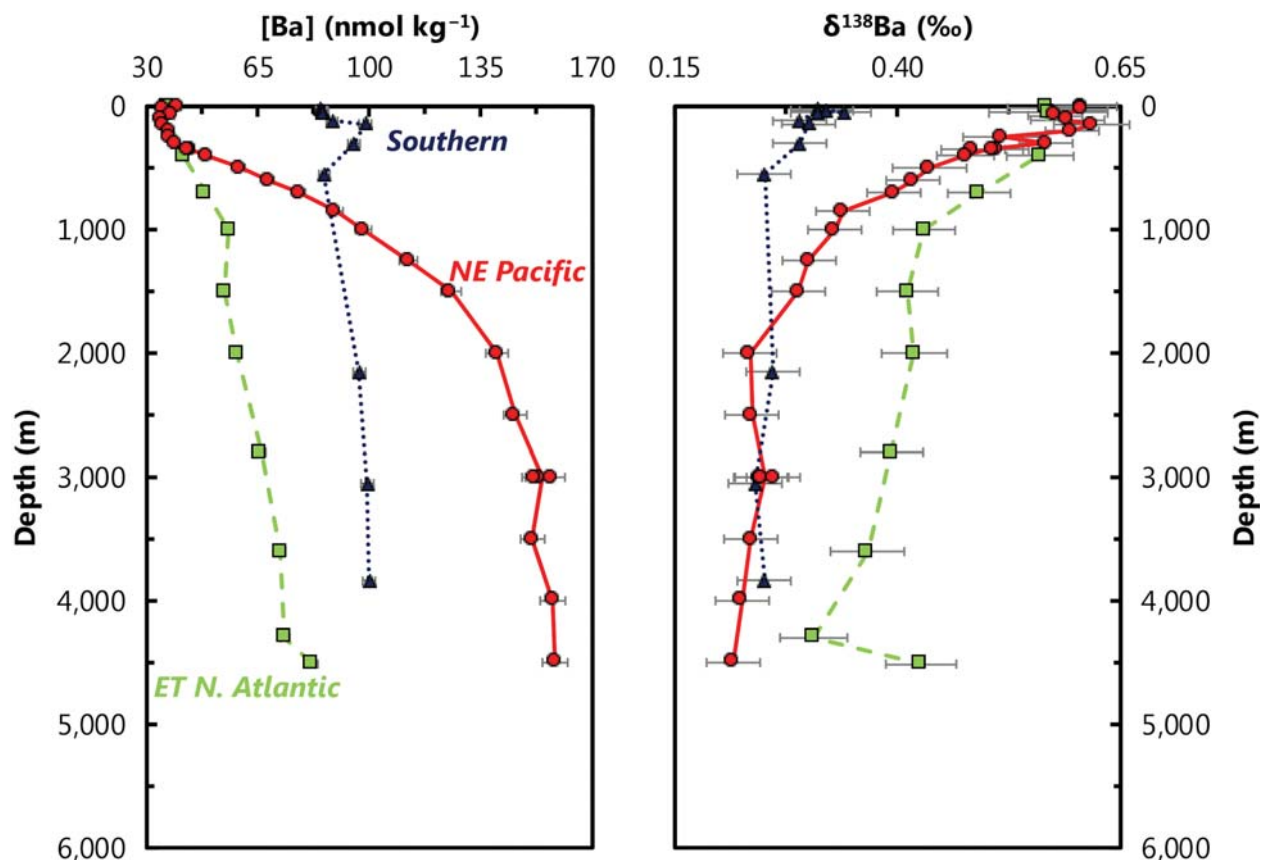 [Ba] (nmol kg⁻¹)
30 65 100 135 170
0
1,000
2,000
3,000
4,000
5,000
6,000
Depth (m)
Southern
NE Pacific
ET N. Atlantic
δ¹³⁸Ba (‰)
0.15 0.40 0.65
0
1,000
2,000
3,000
4,000
5,000
6,000
Depth (m)